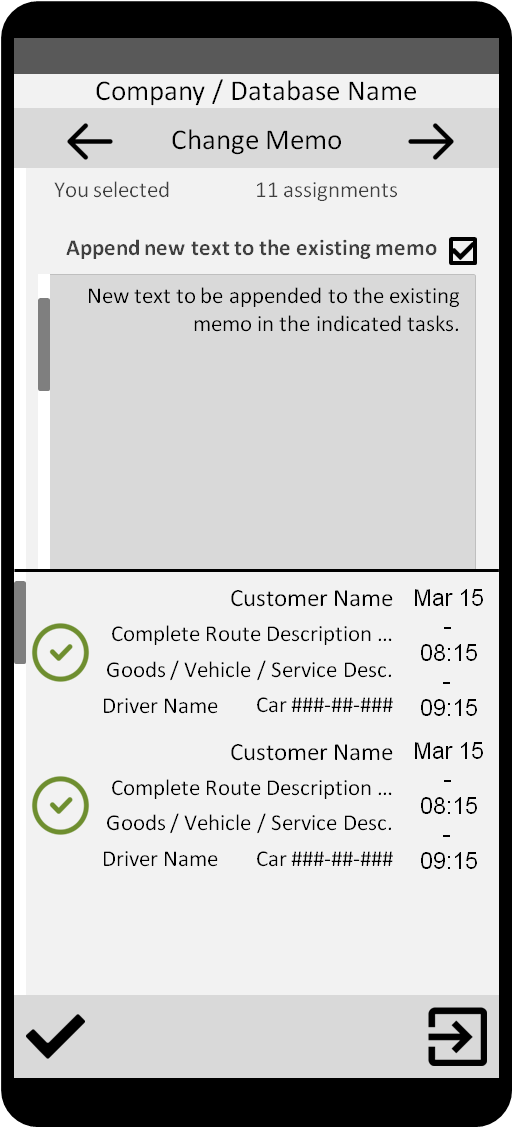 Company / Database Name
Change Memo
You selected 11 assignments
Append new text to the existing memo
New text to be appended to the existing
memo in the indicated tasks.
Customer Name Mar 15
Complete Route Description ... -
08:15
Goods / Vehicle / Service Desc. -
Driver Name Car ###-##-### 09:15
Customer Name Mar 15
Complete Route Description ... -
08:15
Goods / Vehicle / Service Desc. -
Driver Name Car ###-##-### 09:15